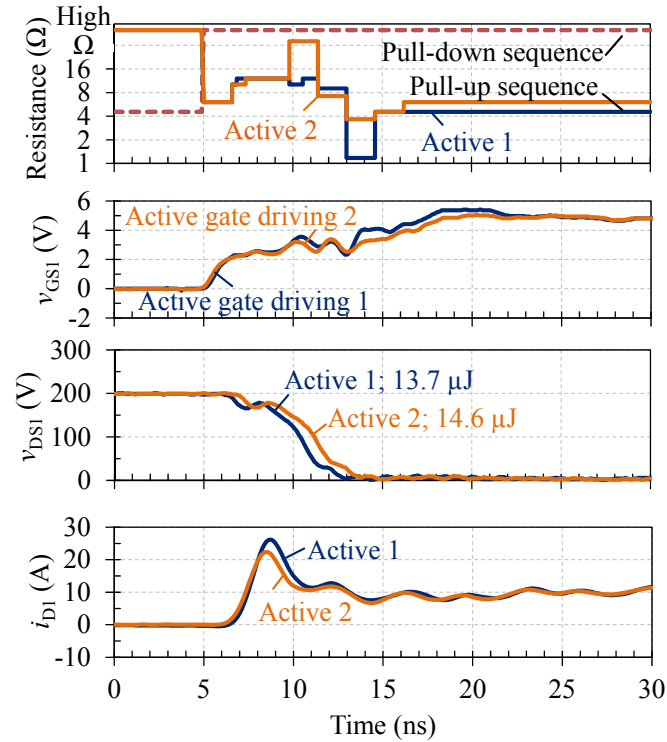 High
Ω
16
8
4
2
1
Resistance (Ω)
Pull-down sequence
Pull-up sequence
Active 2
Active 1
6
4
2
0
-2
vGS1 (V)
Active gate driving 2
Active gate driving 1
300
200
100
0
vDS1 (V)
Active 1; 13.7 µJ
Active 2; 14.6 µJ
30
20
10
0
-10
iD1 (A)
Active 1
Active 2
0 5 10 15 20 25 30
Time (ns)